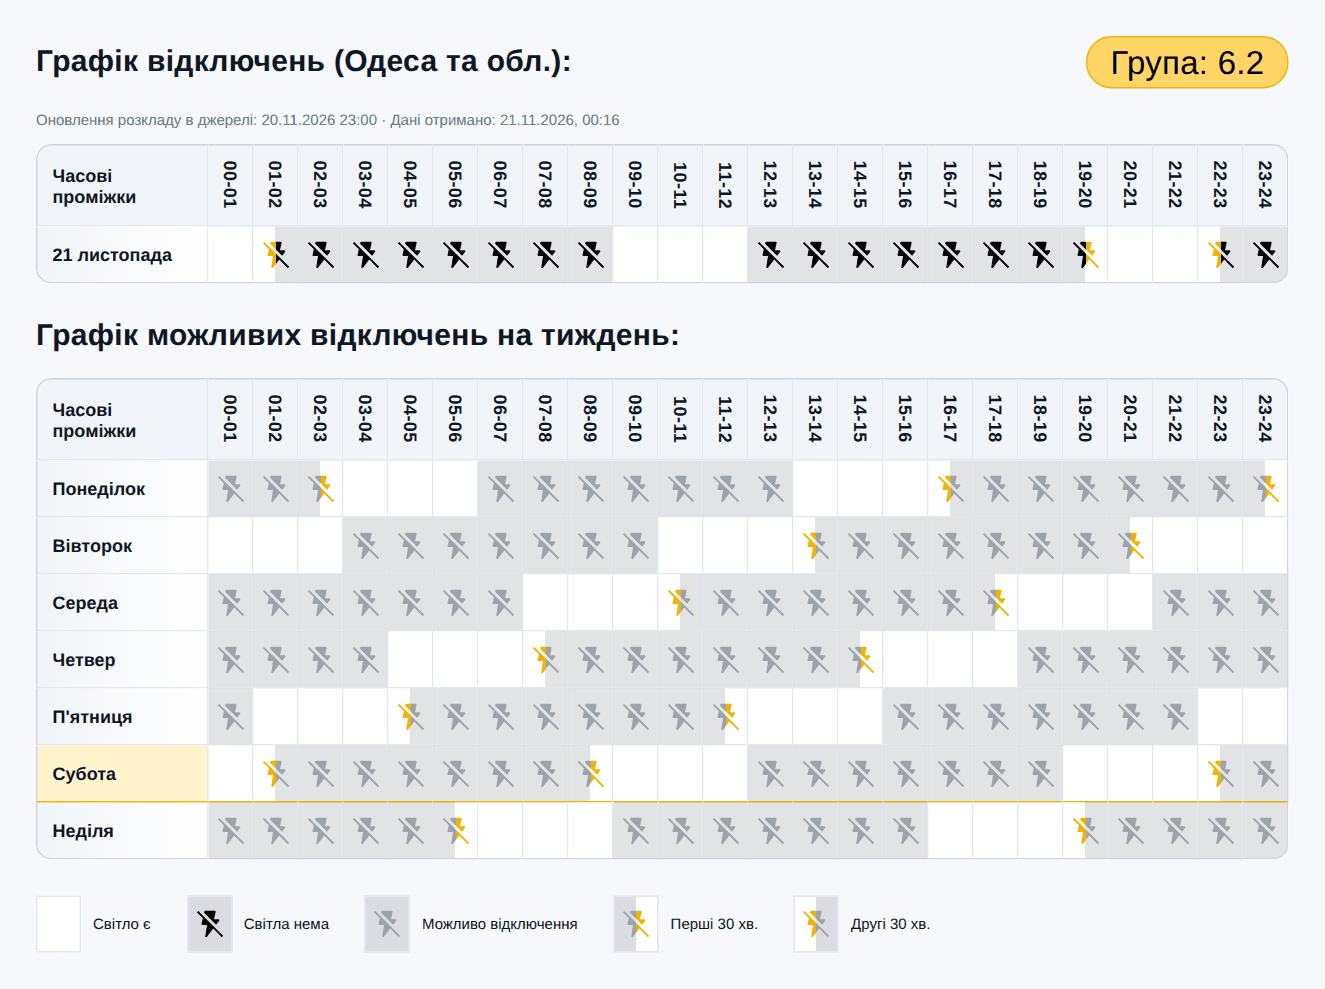 Графік відключень (Одеса та обл.):
Група: 6.2
Оновлення розкладу в джерелі: 20.11.2026 23:00 · Дані отримано: 21.11.2026, 00:16
Часові проміжки 00-01 01-02 02-03 03-04 04-05 05-06 06-07 07-08 08-09 09-10 10-11 11-12 12-13 13-14 14-15 15-16 16-17 17-18 18-19 19-20 20-21 21-22 22-23 23-24
21 листопада
Графік можливих відключень на тиждень:
Часові проміжки 00-01 01-02 02-03 03-04 04-05 05-06 06-07 07-08 08-09 09-10 10-11 11-12 12-13 13-14 14-15 15-16 16-17 17-18 18-19 19-20 20-21 21-22 22-23 23-24
Понеділок
Вівторок
Середа
Четвер
П'ятниця
Субота
Неділя
Світло є Світла нема Можливо відключення Перші 30 хв. Другі 30 хв.